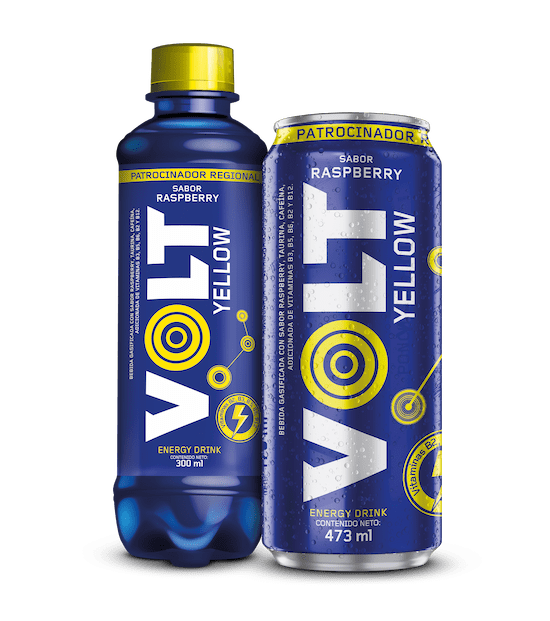 PATROCINADOR REGIONAL
SABOR
RASPBERRY
VOLT
YELLOW
BEBIDA GASIFICADA CON SABOR RASPBERRY, TAURINA, CAFEÍNA,
ADICIONADA DE VITAMINAS B3, B5, B6, B2 Y B12.
ENERGY DRINK
CONTENIDO NETO:
300 ml
PATROCINADOR
SABOR
RASPBERRY
VOLT
YELLOW
BEBIDA GASIFICADA CON SABOR RASPBERRY, TAURINA, CAFEÍNA,
ADICIONADA DE VITAMINAS B3, B5, B6, B2 Y B12.
Vitaminas B2,
ENERGY DRINK
CONTENIDO NETO:
473 ml